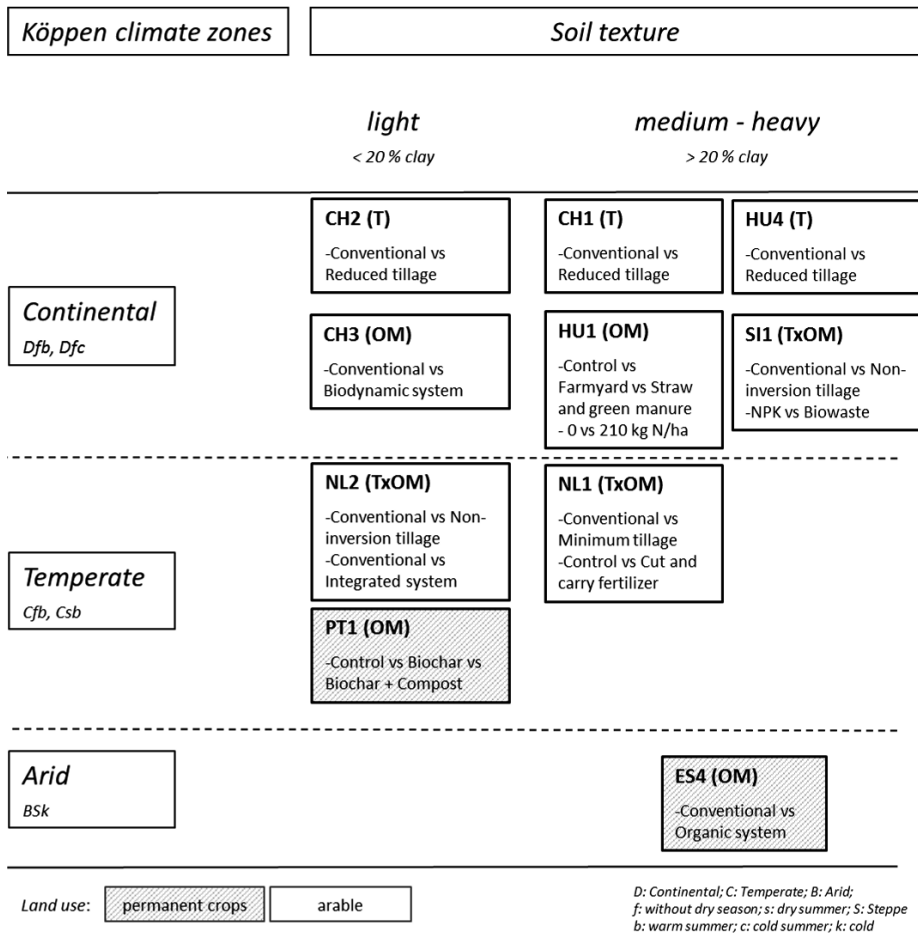 Köppen climate zones
Soil texture
light
< 20 % clay
medium - heavy
> 20 % clay
Continental
Dfb, Dfc
CH2 (T)
-Conventional vs
Reduced tillage
CH1 (T)
-Conventional vs
Reduced tillage
HU4 (T)
-Conventional vs
Reduced tillage
CH3 (OM)
-Conventional vs
Biodynamic system
HU1 (OM)
-Control vs
Farmyard vs Straw
and green manure
- 0 vs 210 kg N/ha
SI1 (TxOM)
-Conventional vs Non-
inversion tillage
-NPK vs Biowaste
Temperate
Cfb, Csb
NL2 (TxOM)
-Conventional vs Non-
inversion tillage
-Conventional vs
Integrated system
NL1 (TxOM)
-Conventional vs
Minimum tillage
-Control vs Cut and
carry fertilizer
PT1 (OM)
-Control vs Biochar vs
Biochar + Compost
Arid
BSk
ES4 (OM)
-Conventional vs
Organic system
Land use:
permanent crops
arable
D: Continental; C: Temperate; B: Arid;
f: without dry season; s: dry summer; S: Steppe
b: warm summer; c: cold summer; k: cold